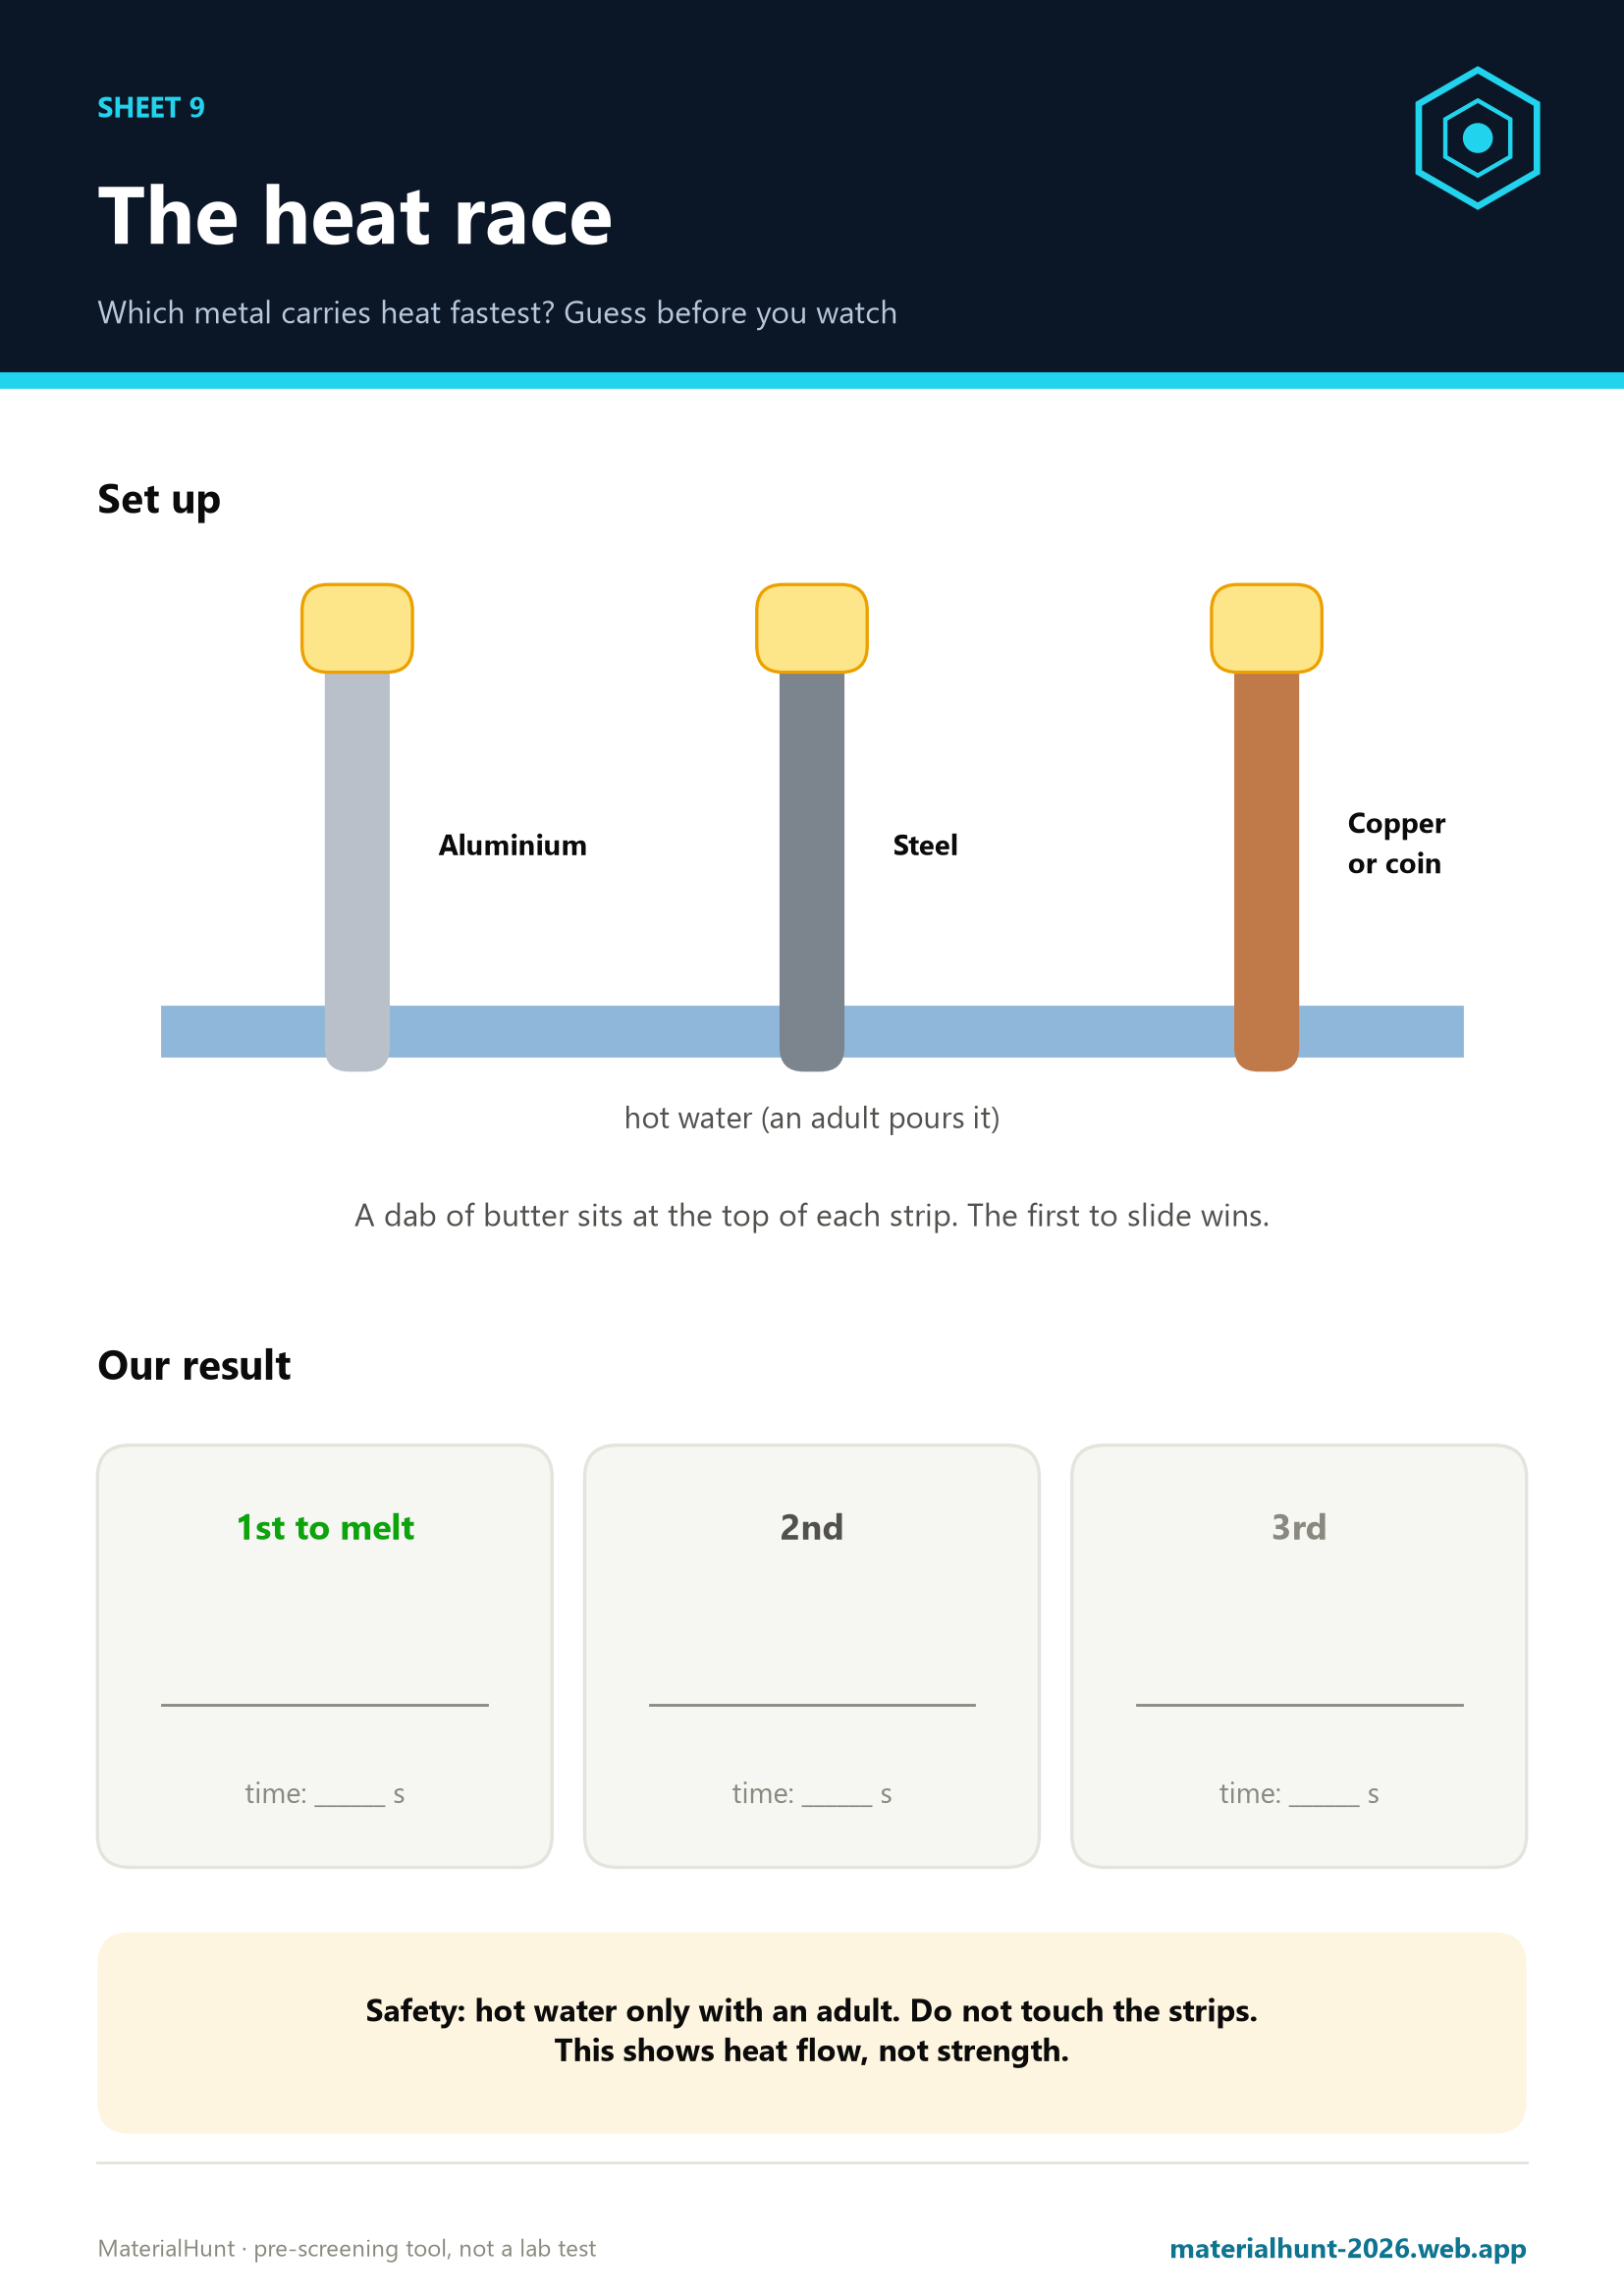 SHEET 9
The heat race
Which metal carries heat fastest? Guess before you watch
Set up
Aluminium
Steel
Copper
or coin
hot water (an adult pours it)
A dab of butter sits at the top of each strip. The first to slide wins.
Our result
1st to melt
2nd
3rd
time: ______ s
time: ______ s
time: ______ s
Safety: hot water only with an adult. Do not touch the strips.
This shows heat flow, not strength.
MaterialHunt · pre-screening tool, not a lab test
materialhunt-2026.web.app